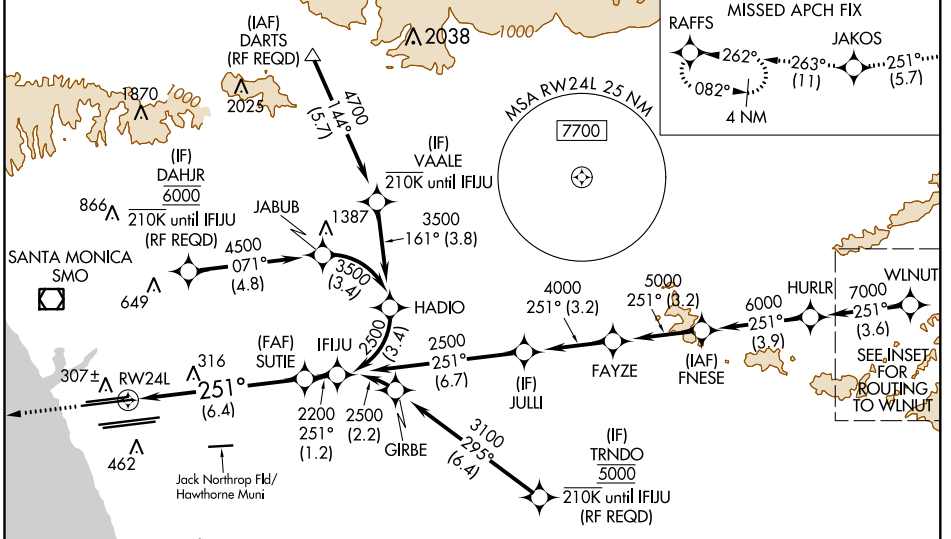 (IAF)
DARTS
(RF REQD)
2038
1000
MISSED APCH FIX
RAFFS
262°
263°
(11)
JAKOS
251°
(5.7)
082°
4 NM
1870
1000
2025
4700
144°
(5.7)
MSA RW24L 25 NM
7700
(IF)
VAALE
210K until IFIJU
(IF)
DAHJR
6000
210K until IFIJU
(RF REQD)
866
JABUB
1387
3500
161° (3.8)
SANTA MONICA
SMO
649
4500
071°
(4.8)
3500
(3.4)
HADIO
2500
(3.4)
4000
251° (3.2)
5000
251° (3.2)
HURLR
6000
251°
(3.9)
7000
251°
(3.6)
WLNUT
SEE INSET
FOR
ROUTING
TO WLNUT
(FAF)
SUTIE
IFIJU
2500
251°
(6.7)
(IF)
JULLI
FAYZE
(IAF)
FNESE
307±
RW24L
316
251°
(6.4)
2200
251°
(1.2)
2500
(2.2)
GIRBE
3100
295°
(6.4)
(IF)
TRNDO
5000
210K until IFIJU
(RF REQD)
462
Jack Northrop Fld/
Hawthorne Muni